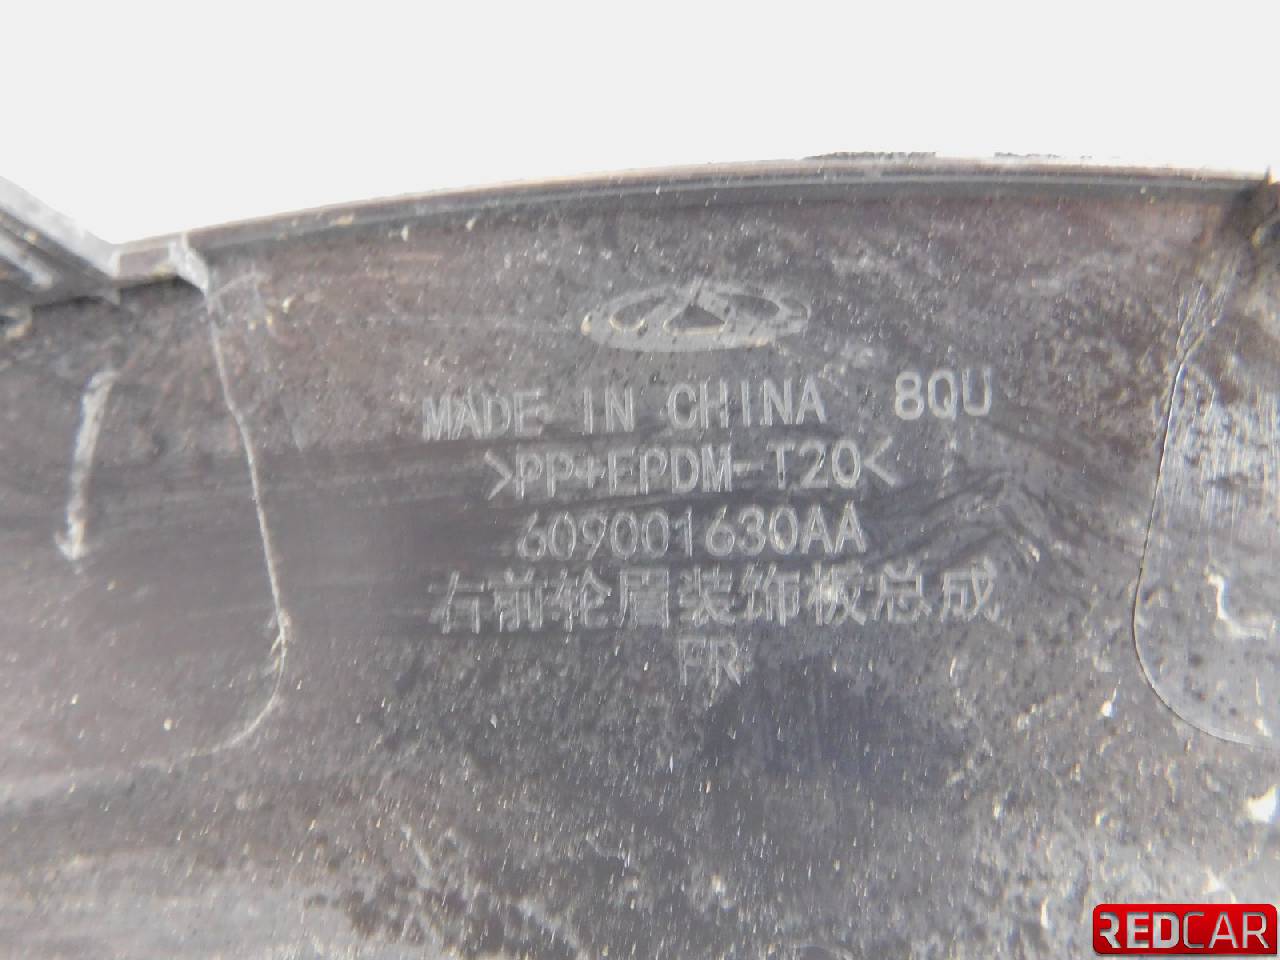 MADE IN CHINA 8QU
>PP+EPDM-T20<
609001630AA
右前轮眉装饰板总成
FR
REDCAR